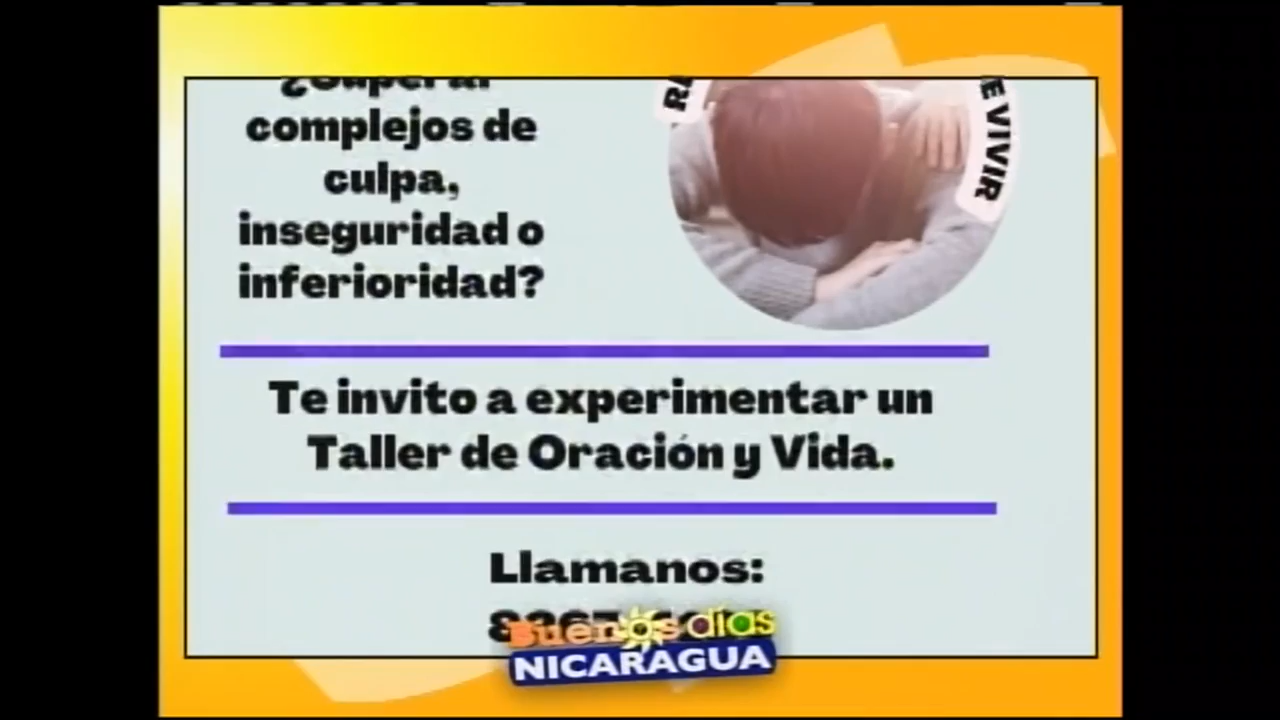 complejos de
culpa,
inseguridad o
inferioridad?
E VIVIR
Te invito a experimentar un
Taller de Oración y Vida.
Llamanos:
Buenos días
NICARAGUA